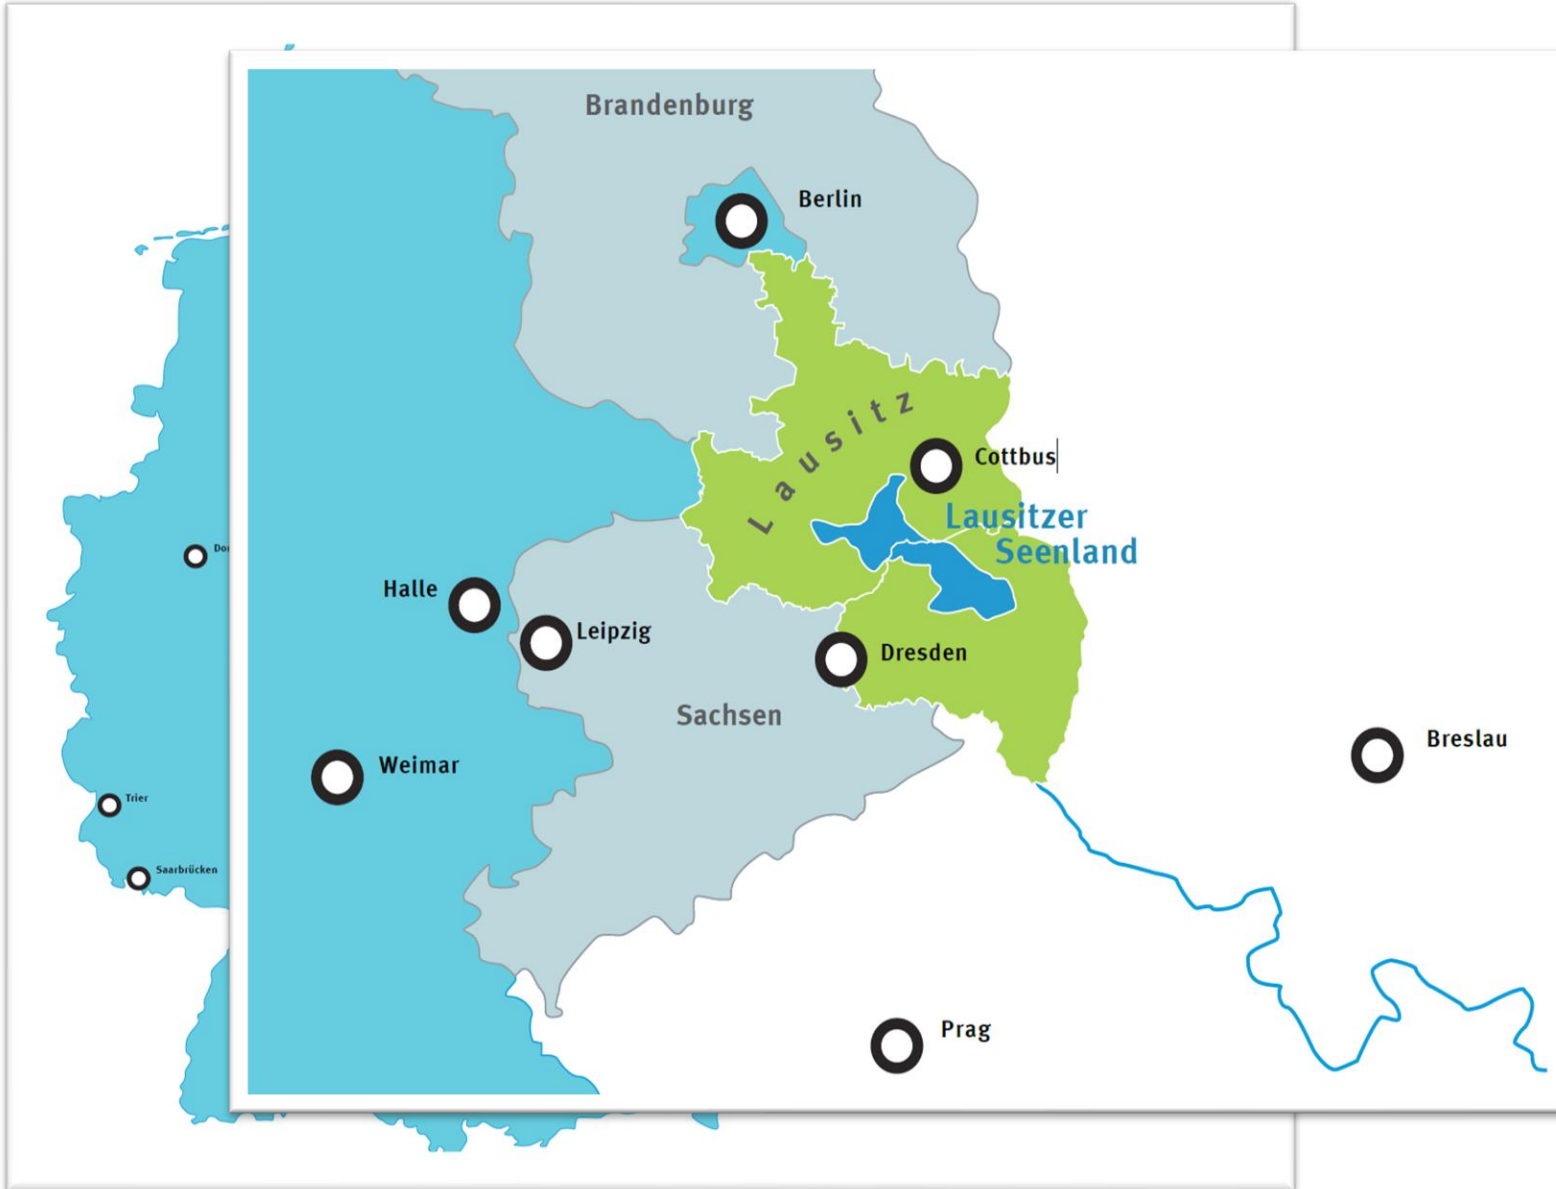 Brandenburg
Berlin
Lausitz
Cottbus
Lausitzer
Seenland
Halle
Leipzig
Dresden
Sachsen
Weimar
Breslau
Prag
Trier
Saarbrücken